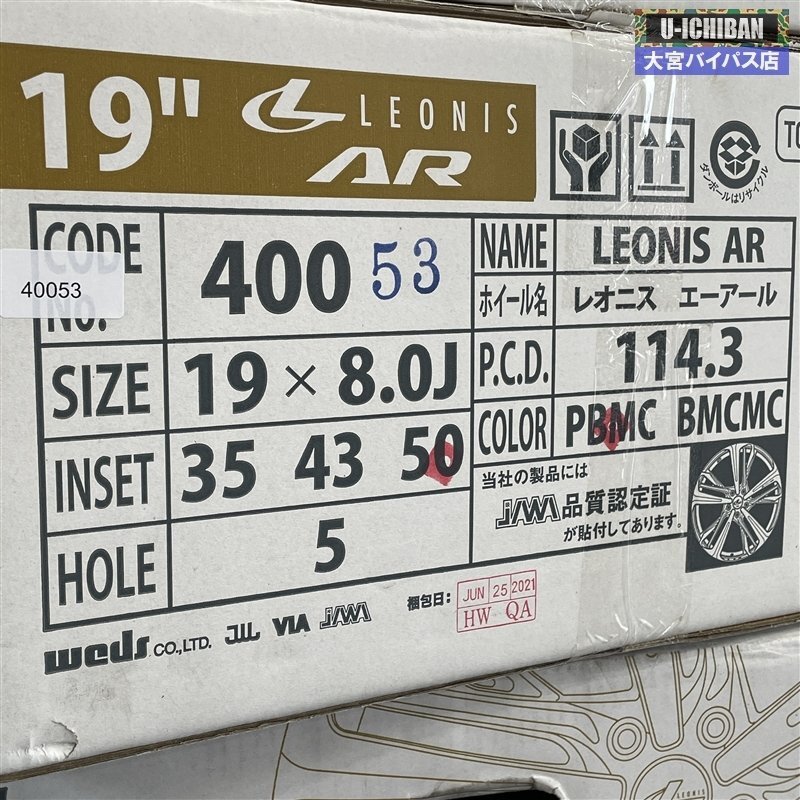 U-ICHIBAN
大宮バイパス店
19" LEONIS
AR
ダンボールはリサイクル
CODE No. 400 53
40053
NAME LEONIS AR
ホイール名 レオニス エーアール
SIZE 19 × 8.0J
P.C.D. 114.3
INSET 35 43 50
COLOR PBMC BMCMC
HOLE 5
当社の製品には
JAWA 品質認定証
が貼付してあります。
weds CO.,LTD. JWL VIA JAWA
梱包日: JUN 25 2021
HW QA
LEONIS